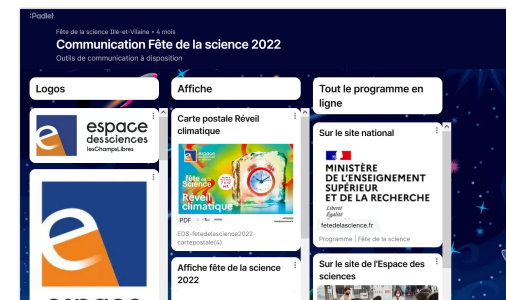 :Padlet
Fête de la science Ille-et-Vilaine • 4 mois
Communication Fête de la science 2022
Outils de communication à disposition
Logos
espace
dessciences
lesChampsLibres
espace
Affiche
Carte postale Réveil
climatique
fête de la
Science
Réveil
climatique
PDF
EDS-fetedelascience2022-
cartepostale(4)
Affiche fête de la science
2022
Tout le programme en
ligne
Sur le site national
MINISTÈRE
DE L'ENSEIGNEMENT
SUPÉRIEUR
ET DE LA RECHERCHE
Liberté
Égalité
fetedelascience.fr
Programme | Fête de la science
Sur le site de l'Espace des
sciences